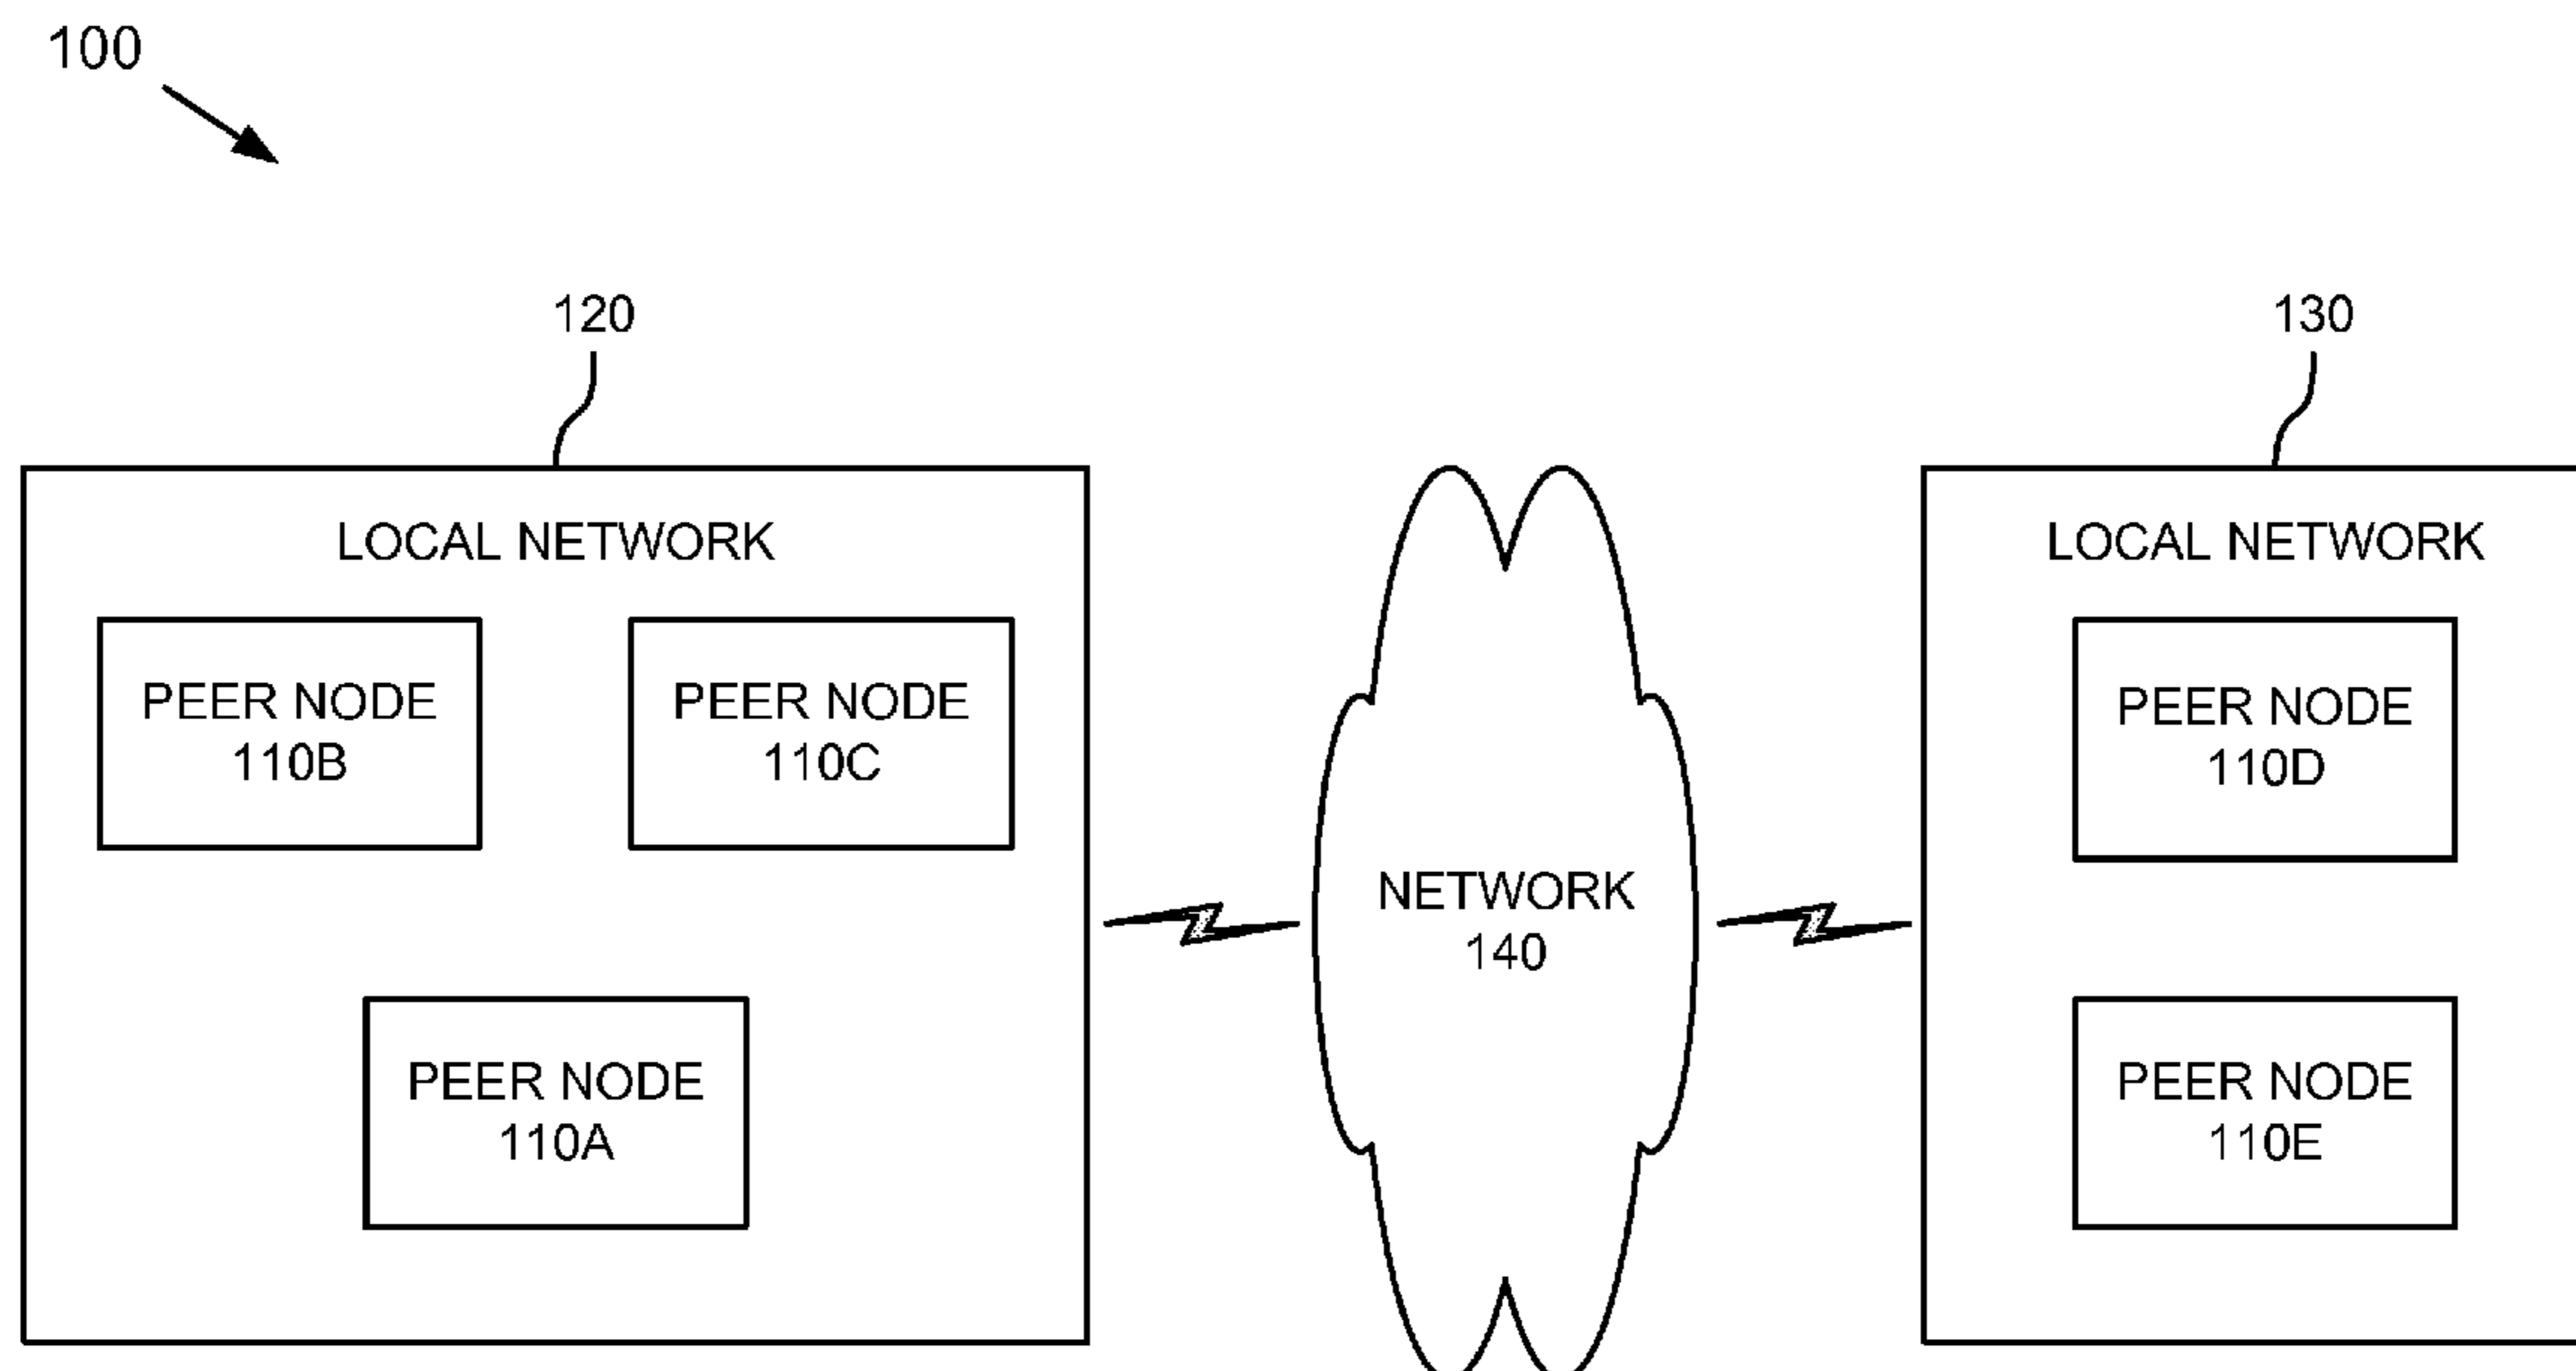 100
120
130
LOCAL NETWORK
LOCAL NETWORK
PEER NODE
110B
PEER NODE
110C
PEER NODE
110D
NETWORK
140
PEER NODE
110A
PEER NODE
110E